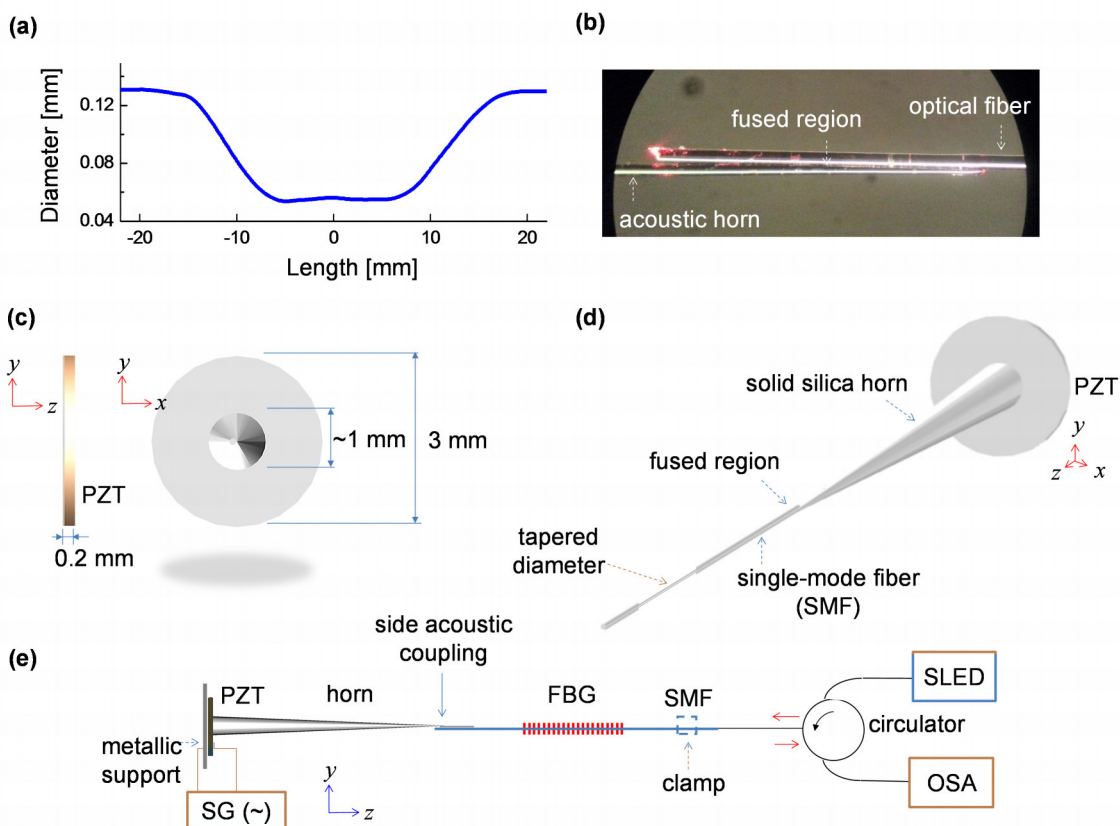 (a)
0.12
0.08
0.04
Diameter [mm]
-20
-10
0
10
20
Length [mm]
(b)
optical fiber
fused region
acoustic horn
(c)
y
z
y
x
PZT
0.2 mm
~1 mm
3 mm
(d)
solid silica horn
PZT
y
z
x
fused region
tapered
diameter
single-mode fiber
(SMF)
(e)
side acoustic
coupling
PZT
horn
FBG
SMF
SLED
circulator
metallic
support
clamp
OSA
SG (~)
y
z